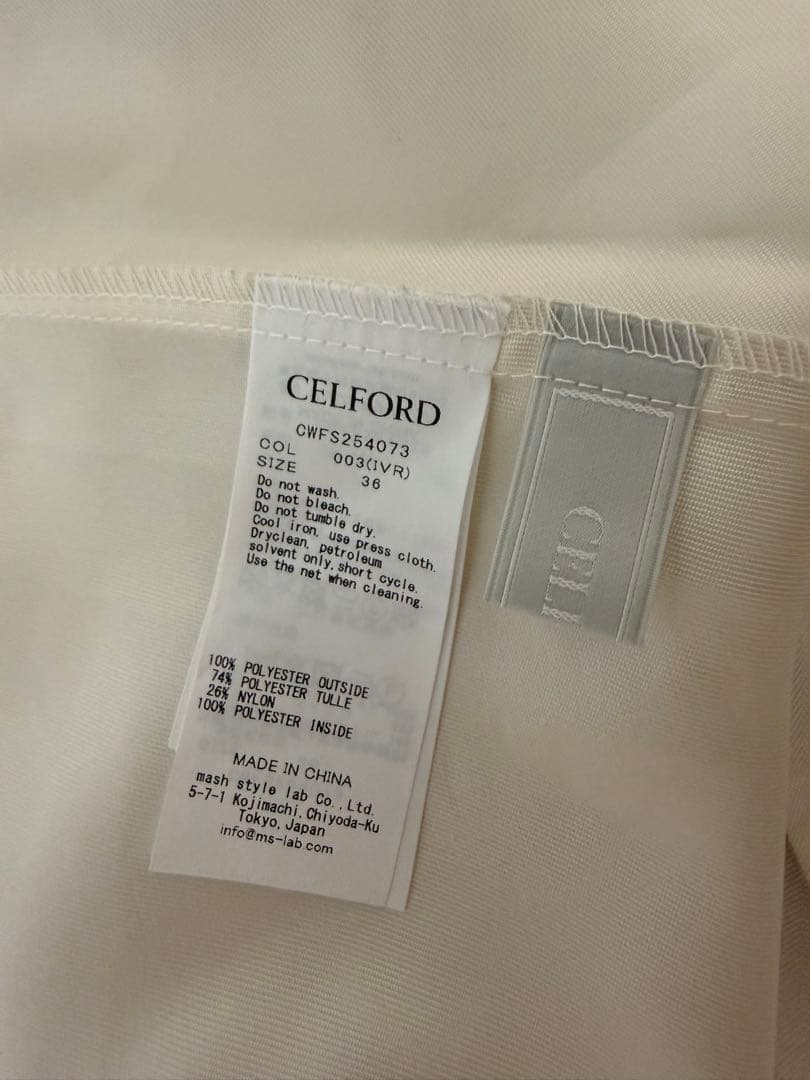 CELFORD
CWFS254073
COL 003(IVR)
SIZE 36
Do not wash.
Do not bleach.
Do not tumble dry.
Cool iron, use press cloth.
Dryclean, petroleum
solvent only, short cycle.
Use the net when cleaning.
100% POLYESTER OUTSIDE
74% POLYESTER TULLE
26% NYLON
100% POLYESTER INSIDE
MADE IN CHINA
mash style lab Co., Ltd.
5-7-1 Kojimachi, Chiyoda-Ku
Tokyo, Japan
info@ms-lab.com
CEL